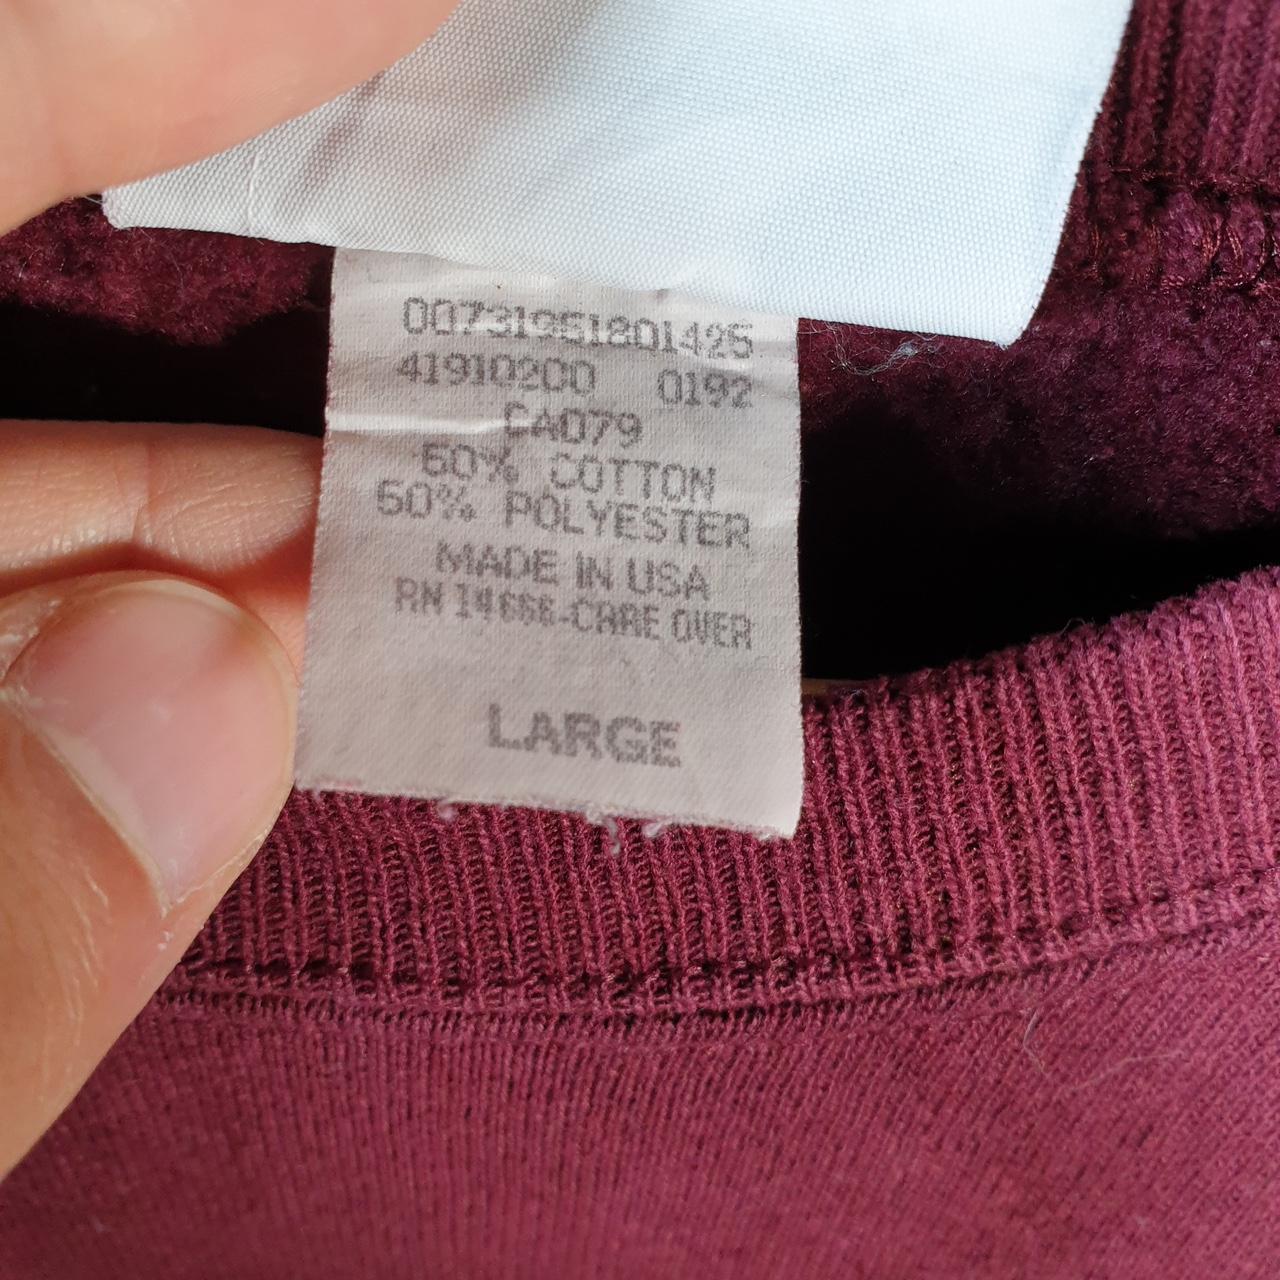 00731951801425
41910200 0192
CA079
50% COTTON
50% POLYESTER
MADE IN USA
RN 14666-CARE OVER
LARGE